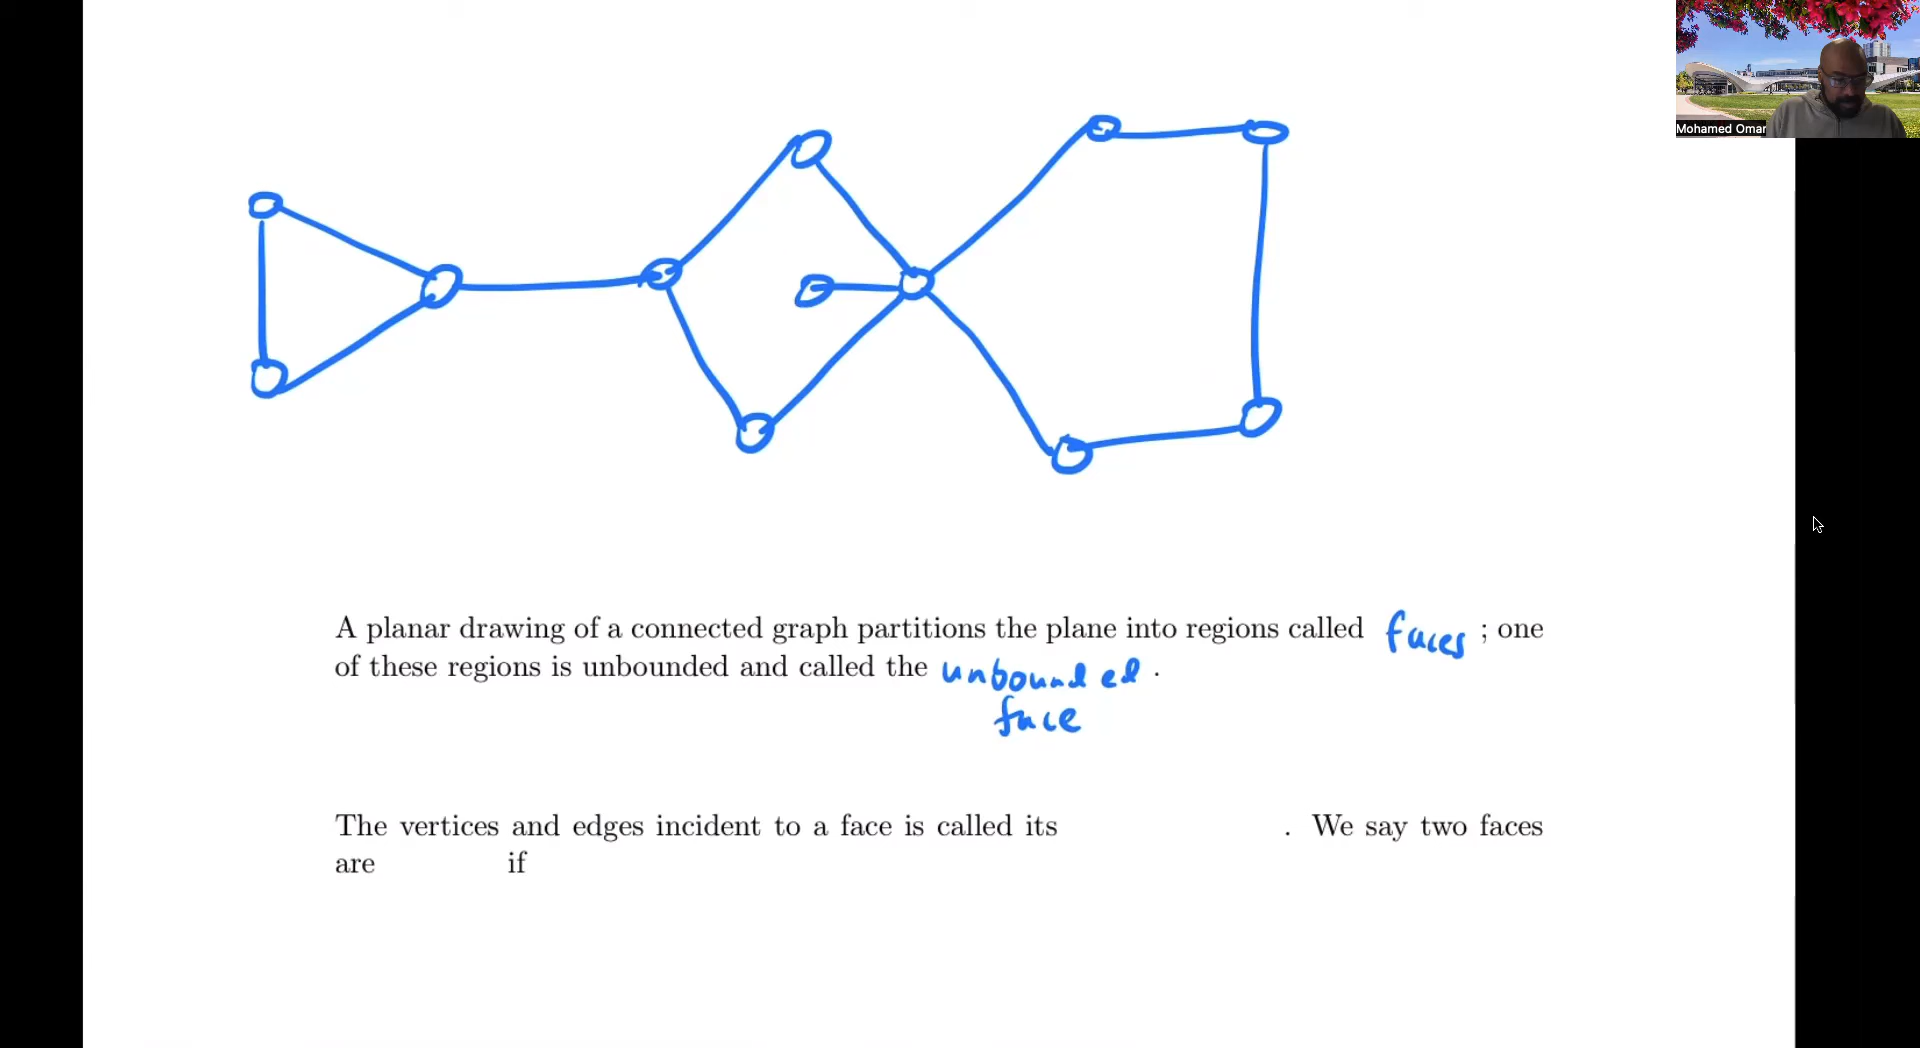 Mohamed Omar
A planar drawing of a connected graph partitions the plane into regions called faces ; one
of these regions is unbounded and called the unbounded .
face
The vertices and edges incident to a face is called its . We say two faces
are if